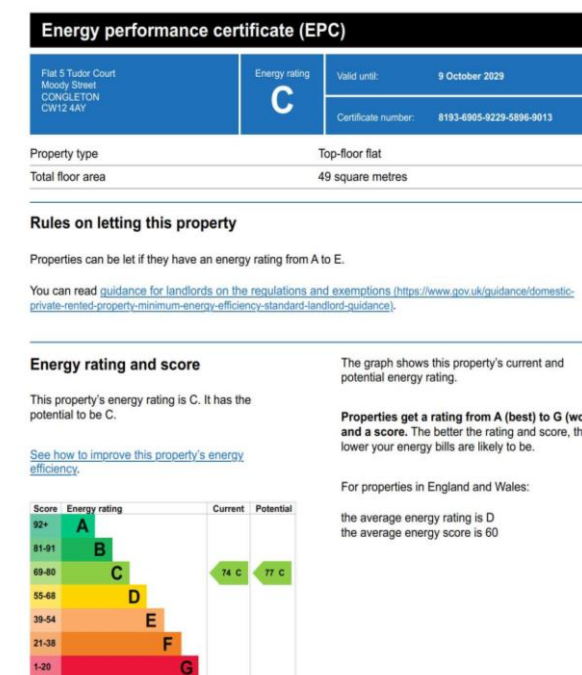 Energy performance certificate (EPC)
Flat 5 Tudor Court
Moody Street
CONGLETON
CW12 4AY
Energy rating
C
Valid until: 9 October 2029
Certificate number: 8193-6905-9229-5896-9013
Property type Top-floor flat
Total floor area 49 square metres
Rules on letting this property
Properties can be let if they have an energy rating from A to E.
You can read guidance for landlords on the regulations and exemptions (https://www.gov.uk/guidance/domestic-
private-rented-property-minimum-energy-efficiency-standard-landlord-guidance).
Energy rating and score
This property's energy rating is C. It has the
potential to be C.
See how to improve this property's energy
efficiency.
The graph shows this property's current and
potential energy rating.
Properties get a rating from A (best) to G (wo
and a score. The better the rating and score, th
lower your energy bills are likely to be.
For properties in England and Wales:
the average energy rating is D
the average energy score is 60
Score Energy rating Current Potential
92+ A
81-91 B
69-80 C 74 C 77 C
55-68 D
39-54 E
21-38 F
1-20 G